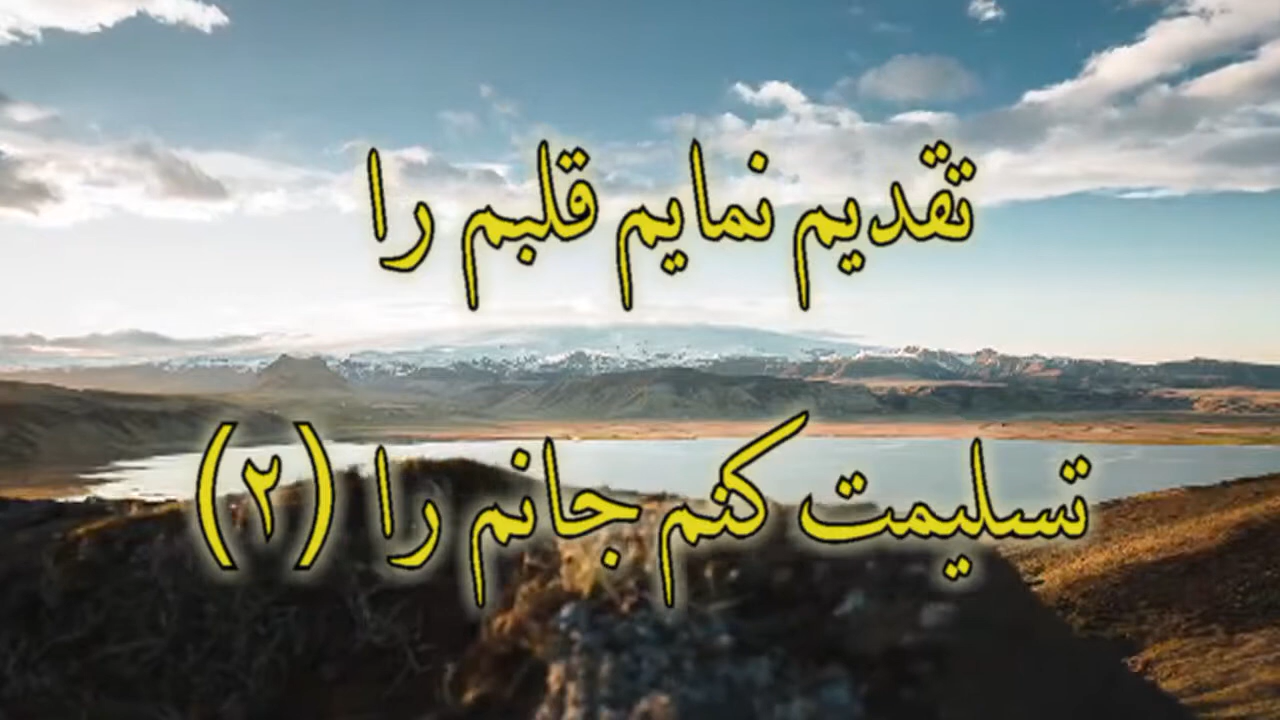 تقدیم نمایم قلبم را
تسلیمت کنم جانم را (۲)